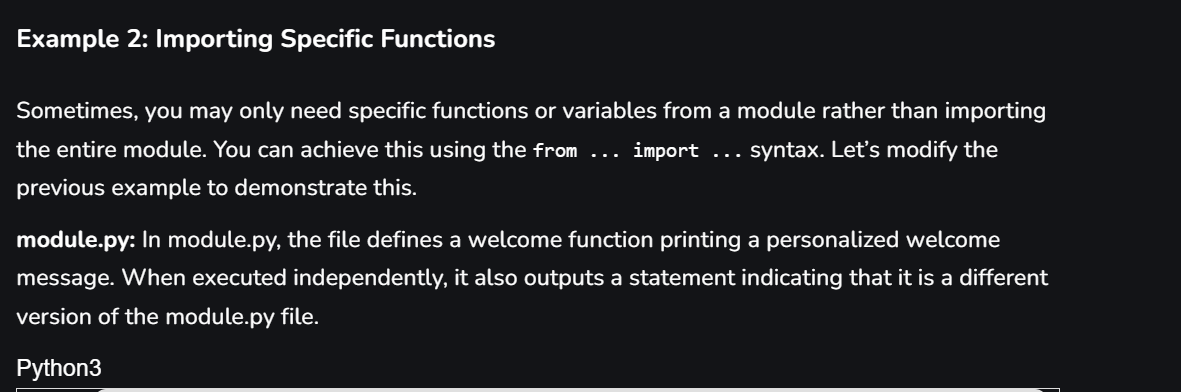 Example 2: Importing Specific Functions
Sometimes, you may only need specific functions or variables from a module rather than importing
the entire module. You can achieve this using the from ... import ... syntax. Let’s modify the
previous example to demonstrate this.
module.py: In module.py, the file defines a welcome function printing a personalized welcome
message. When executed independently, it also outputs a statement indicating that it is a different
version of the module.py file.
Python3